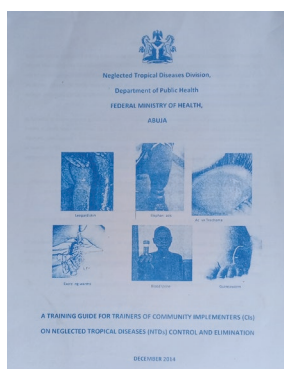 Neglected Tropical Diseases Division,
Department of Public Health
FEDERAL MINISTRY OF HEALTH,
ABUJA
A TRAINING GUIDE FOR TRAINERS OF COMMUNITY IMPLEMENTERS (CIs)
ON NEGLECTED TROPICAL DISEASES (NTDs) CONTROL AND ELIMINATION
DECEMBER 2014